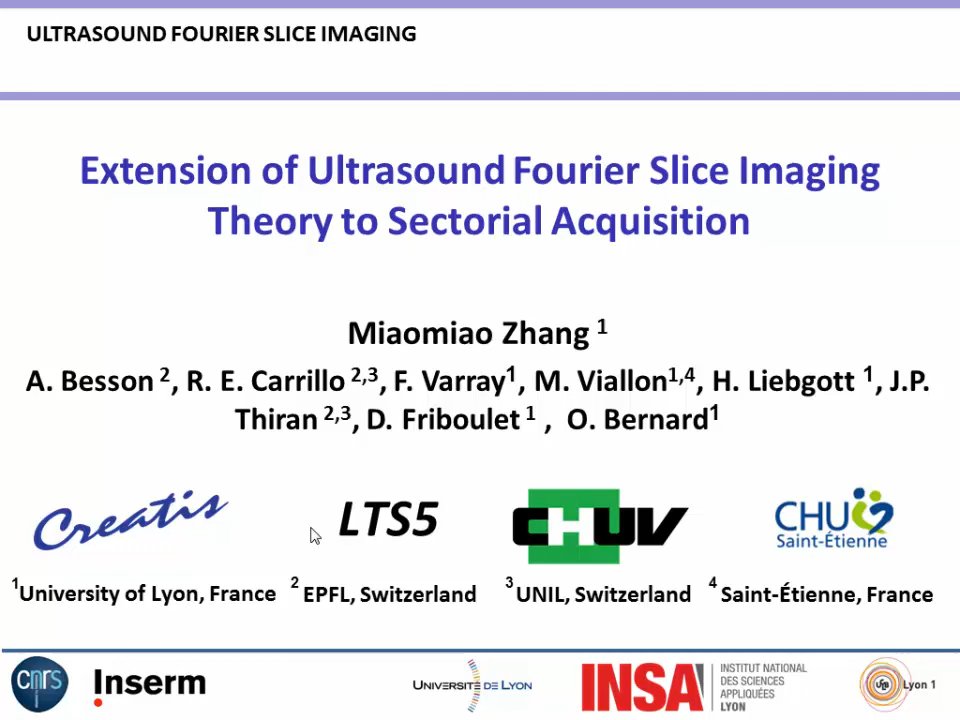 ULTRASOUND FOURIER SLICE IMAGING
Extension of Ultrasound Fourier Slice Imaging
Theory to Sectorial Acquisition
Miaomiao Zhang 1
A. Besson 2, R. E. Carrillo 2,3, F. Varray1, M. Viallon1,4, H. Liebgott 1, J.P.
Thiran 2,3, D. Friboulet 1 , O. Bernard1
Creatis
LTS5
CHUV
CHU
Saint-Étienne
1University of Lyon, France
2 EPFL, Switzerland
3 UNIL, Switzerland
4 Saint-Étienne, France
cnrs
Inserm
UNIVERSITÉ DE LYON
INSA
INSTITUT NATIONAL
DES SCIENCES
APPLIQUÉES
LYON
Lyon 1